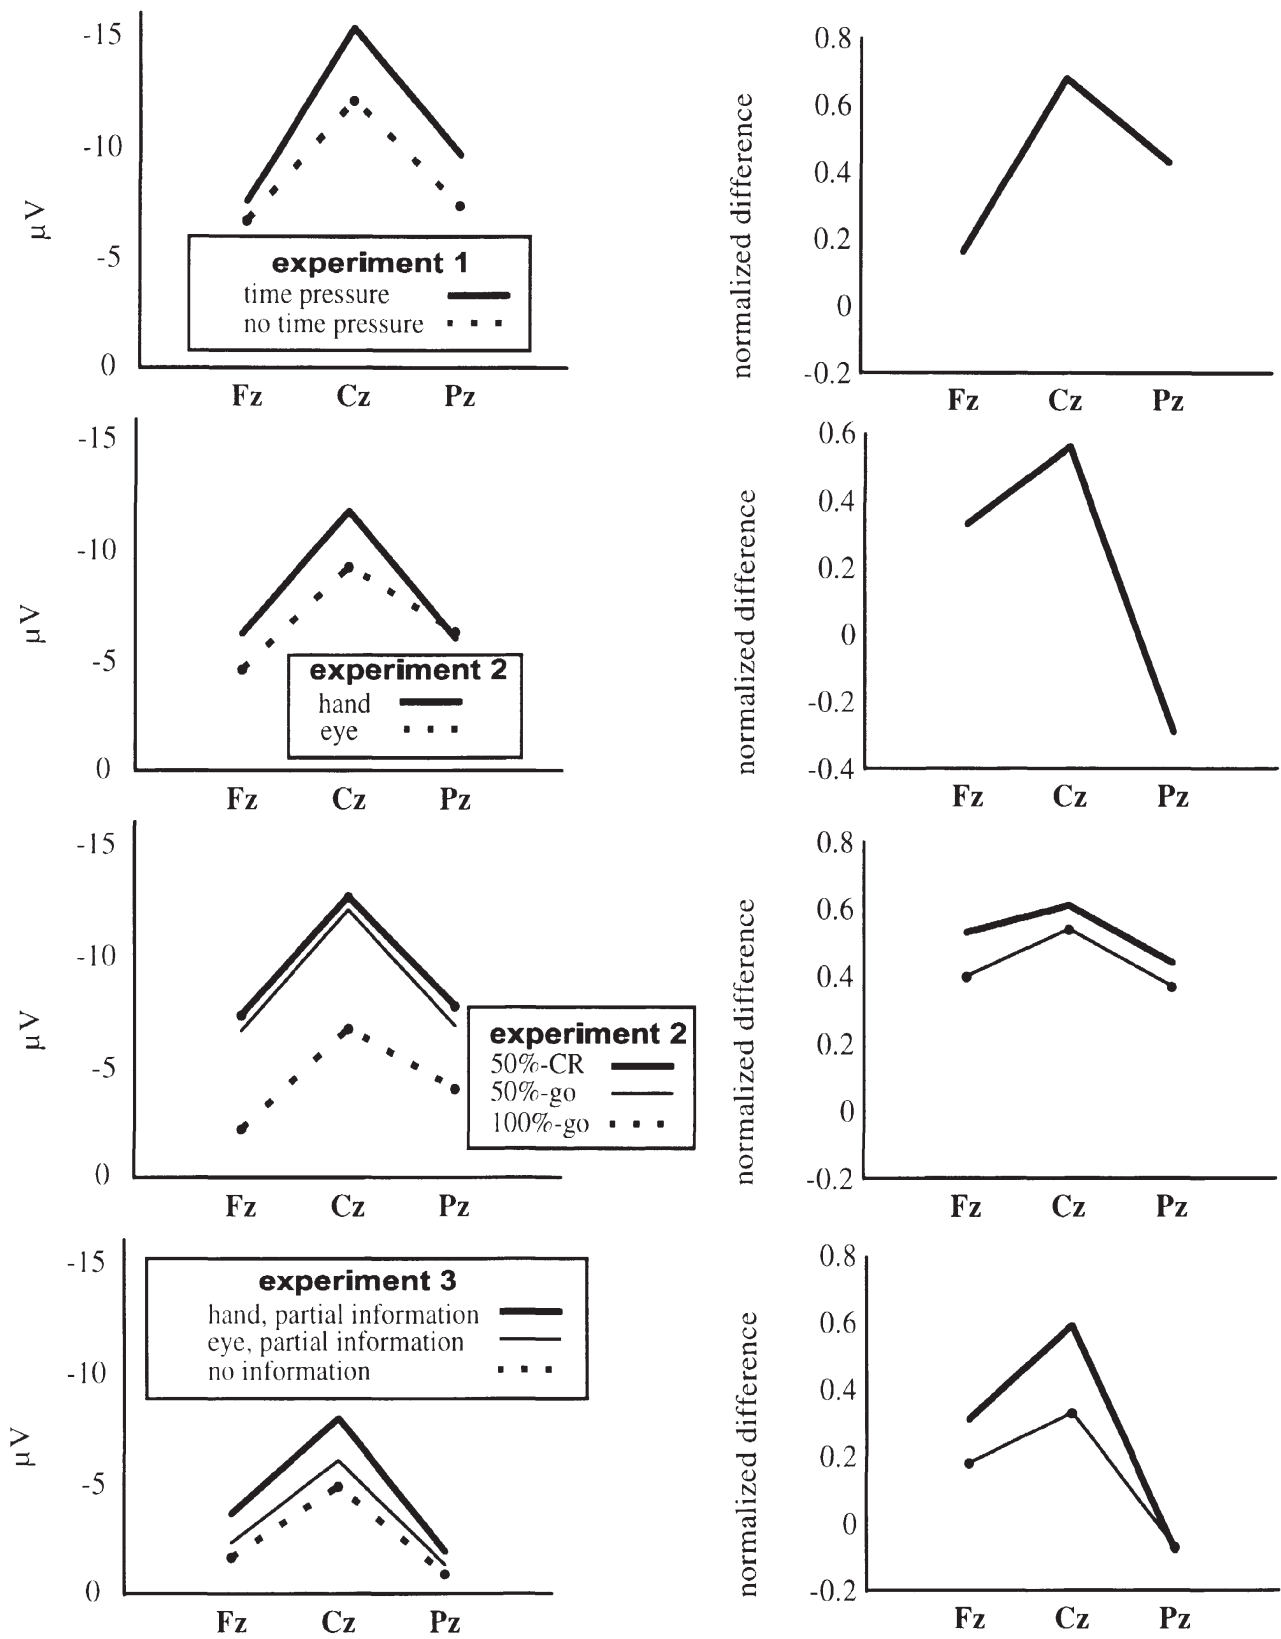 -15
-10
-5
0
µV
experiment 1
time pressure
no time pressure
Fz Cz Pz
0.8
0.6
0.4
0.2
0
-0.2
normalized difference
Fz Cz Pz
-15
-10
-5
0
µV
experiment 2
hand
eye
Fz Cz Pz
0.6
0.4
0.2
0
-0.2
-0.4
normalized difference
Fz Cz Pz
-15
-10
-5
0
µV
experiment 2
50%-CR
50%-go
100%-go
Fz Cz Pz
0.8
0.6
0.4
0.2
0
-0.2
normalized difference
Fz Cz Pz
-15
-10
-5
0
µV
experiment 3
hand, partial information
eye, partial information
no information
Fz Cz Pz
0.8
0.6
0.4
0.2
0
-0.2
normalized difference
Fz Cz Pz